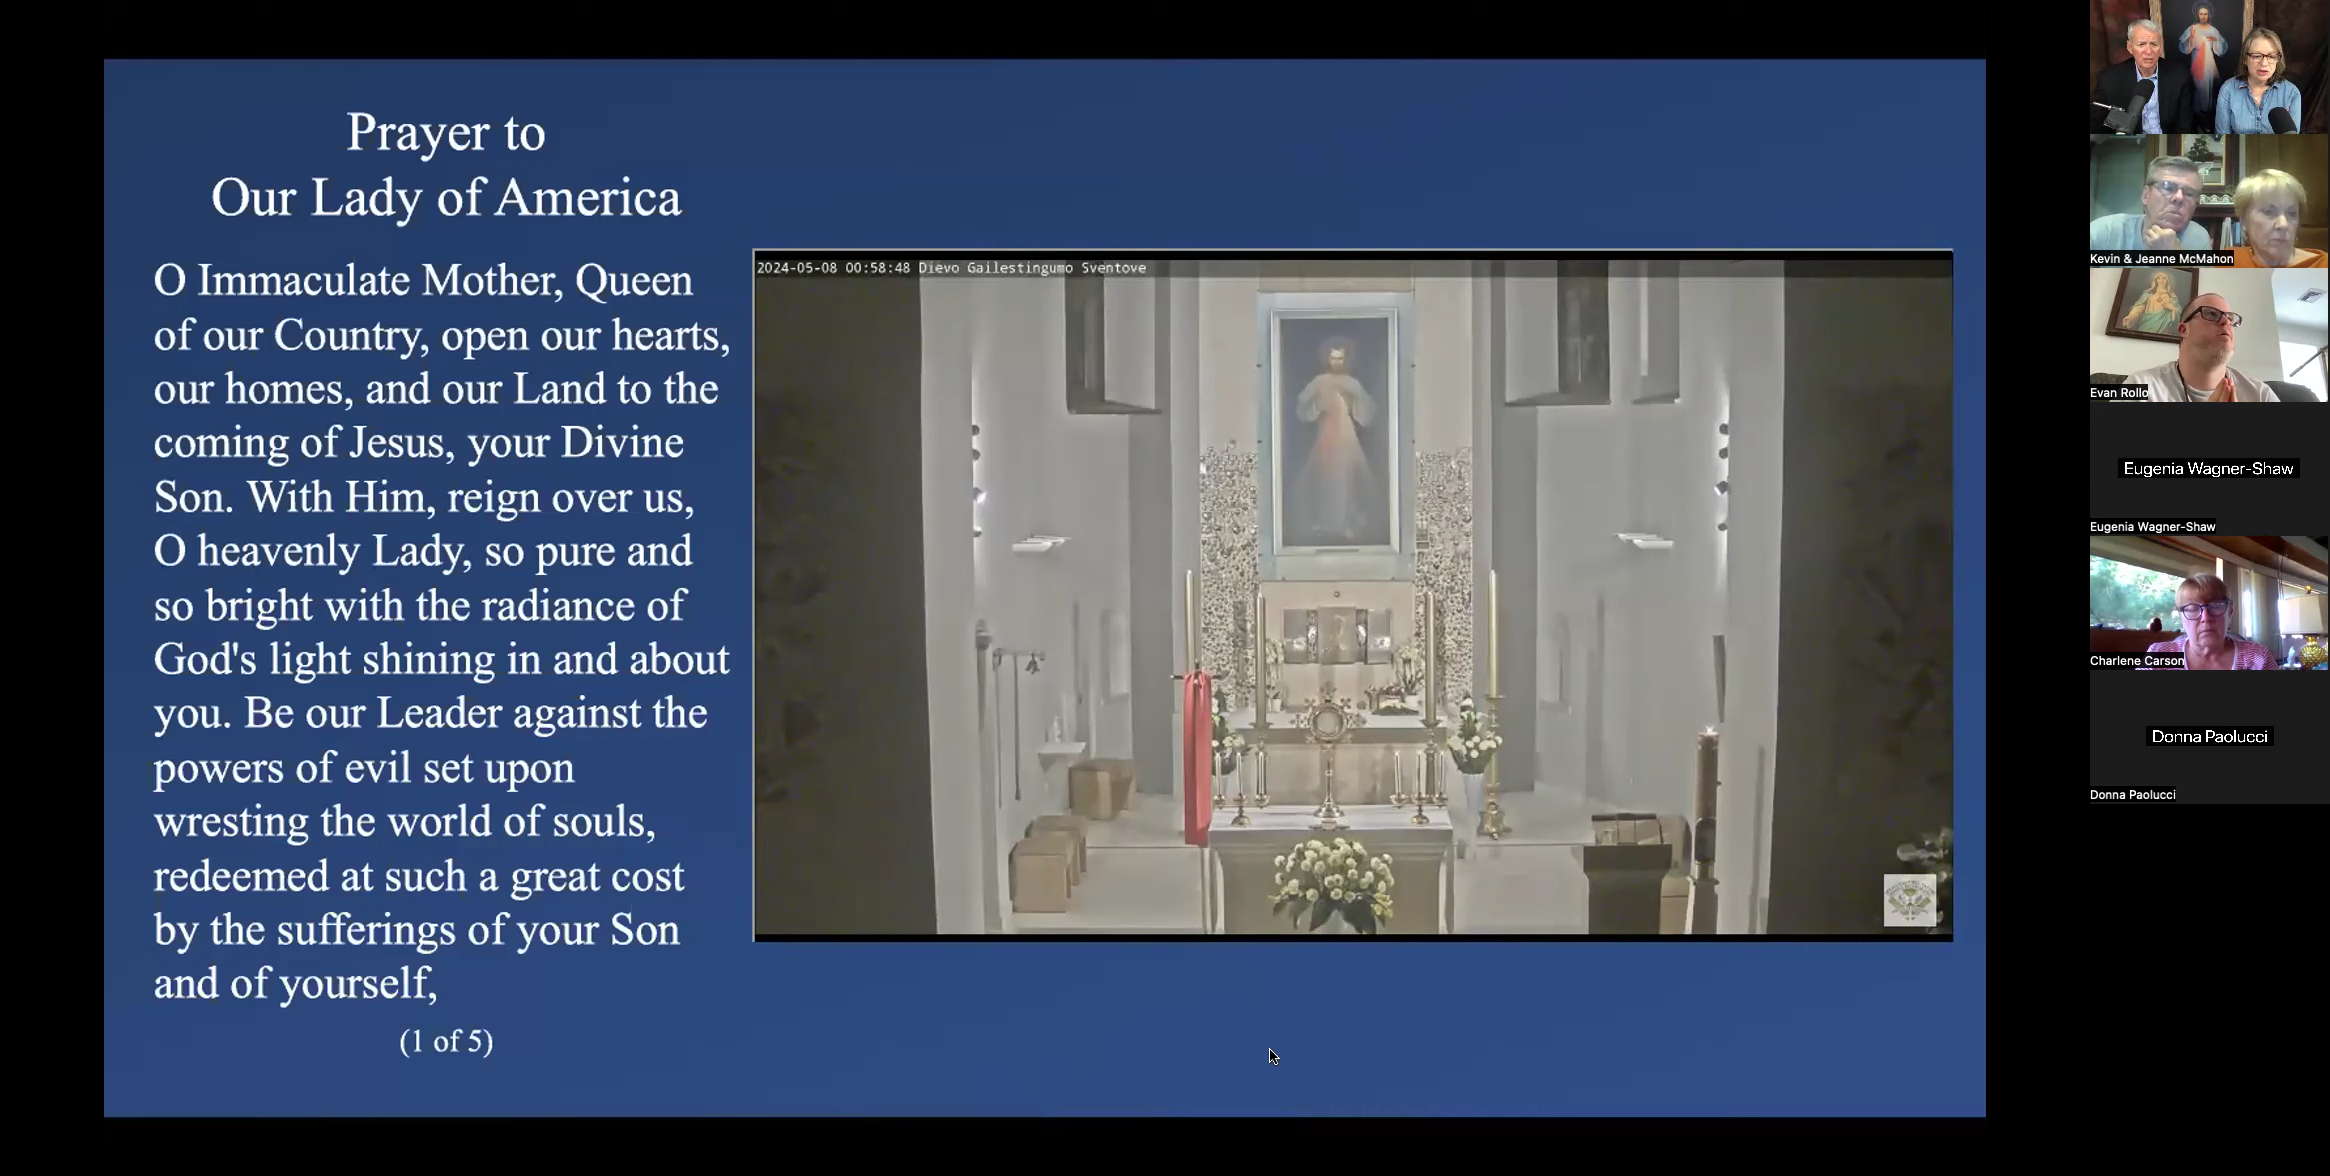 Prayer to
Our Lady of America
O Immaculate Mother, Queen
of our Country, open our hearts,
our homes, and our Land to the
coming of Jesus, your Divine
Son. With Him, reign over us,
O heavenly Lady, so pure and
so bright with the radiance of
God's light shining in and about
you. Be our Leader against the
powers of evil set upon
wresting the world of souls,
redeemed at such a great cost
by the sufferings of your Son
and of yourself,
(1 of 5)
2024-05-08 00:58:48 Dievo Gailestingumo Sventove
Kevin & Jeanne McMahon
Evan Rollo
Eugenia Wagner-Shaw
Eugenia Wagner-Shaw
Charlene Carson
Donna Paolucci
Donna Paolucci